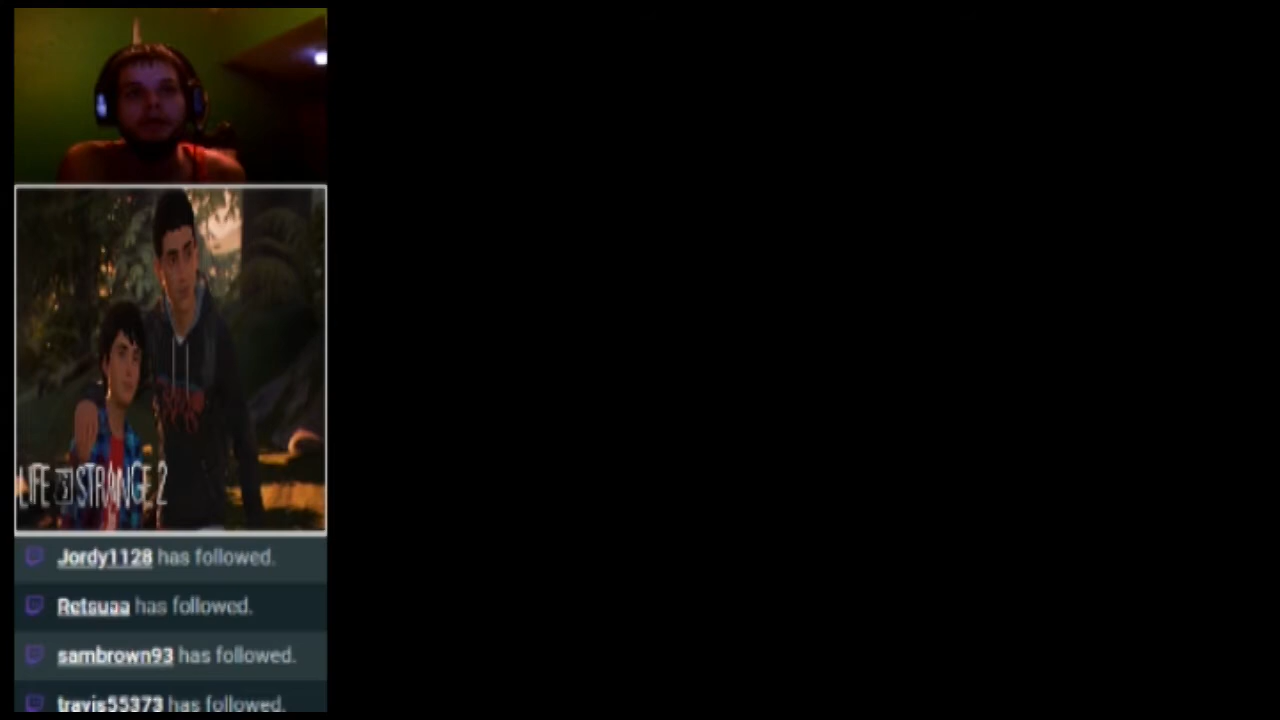 LIFE IS STRANGE 2
Jordy1128 has followed.
Retsuaa has followed.
sambrown93 has followed.
travis55373 has followed.